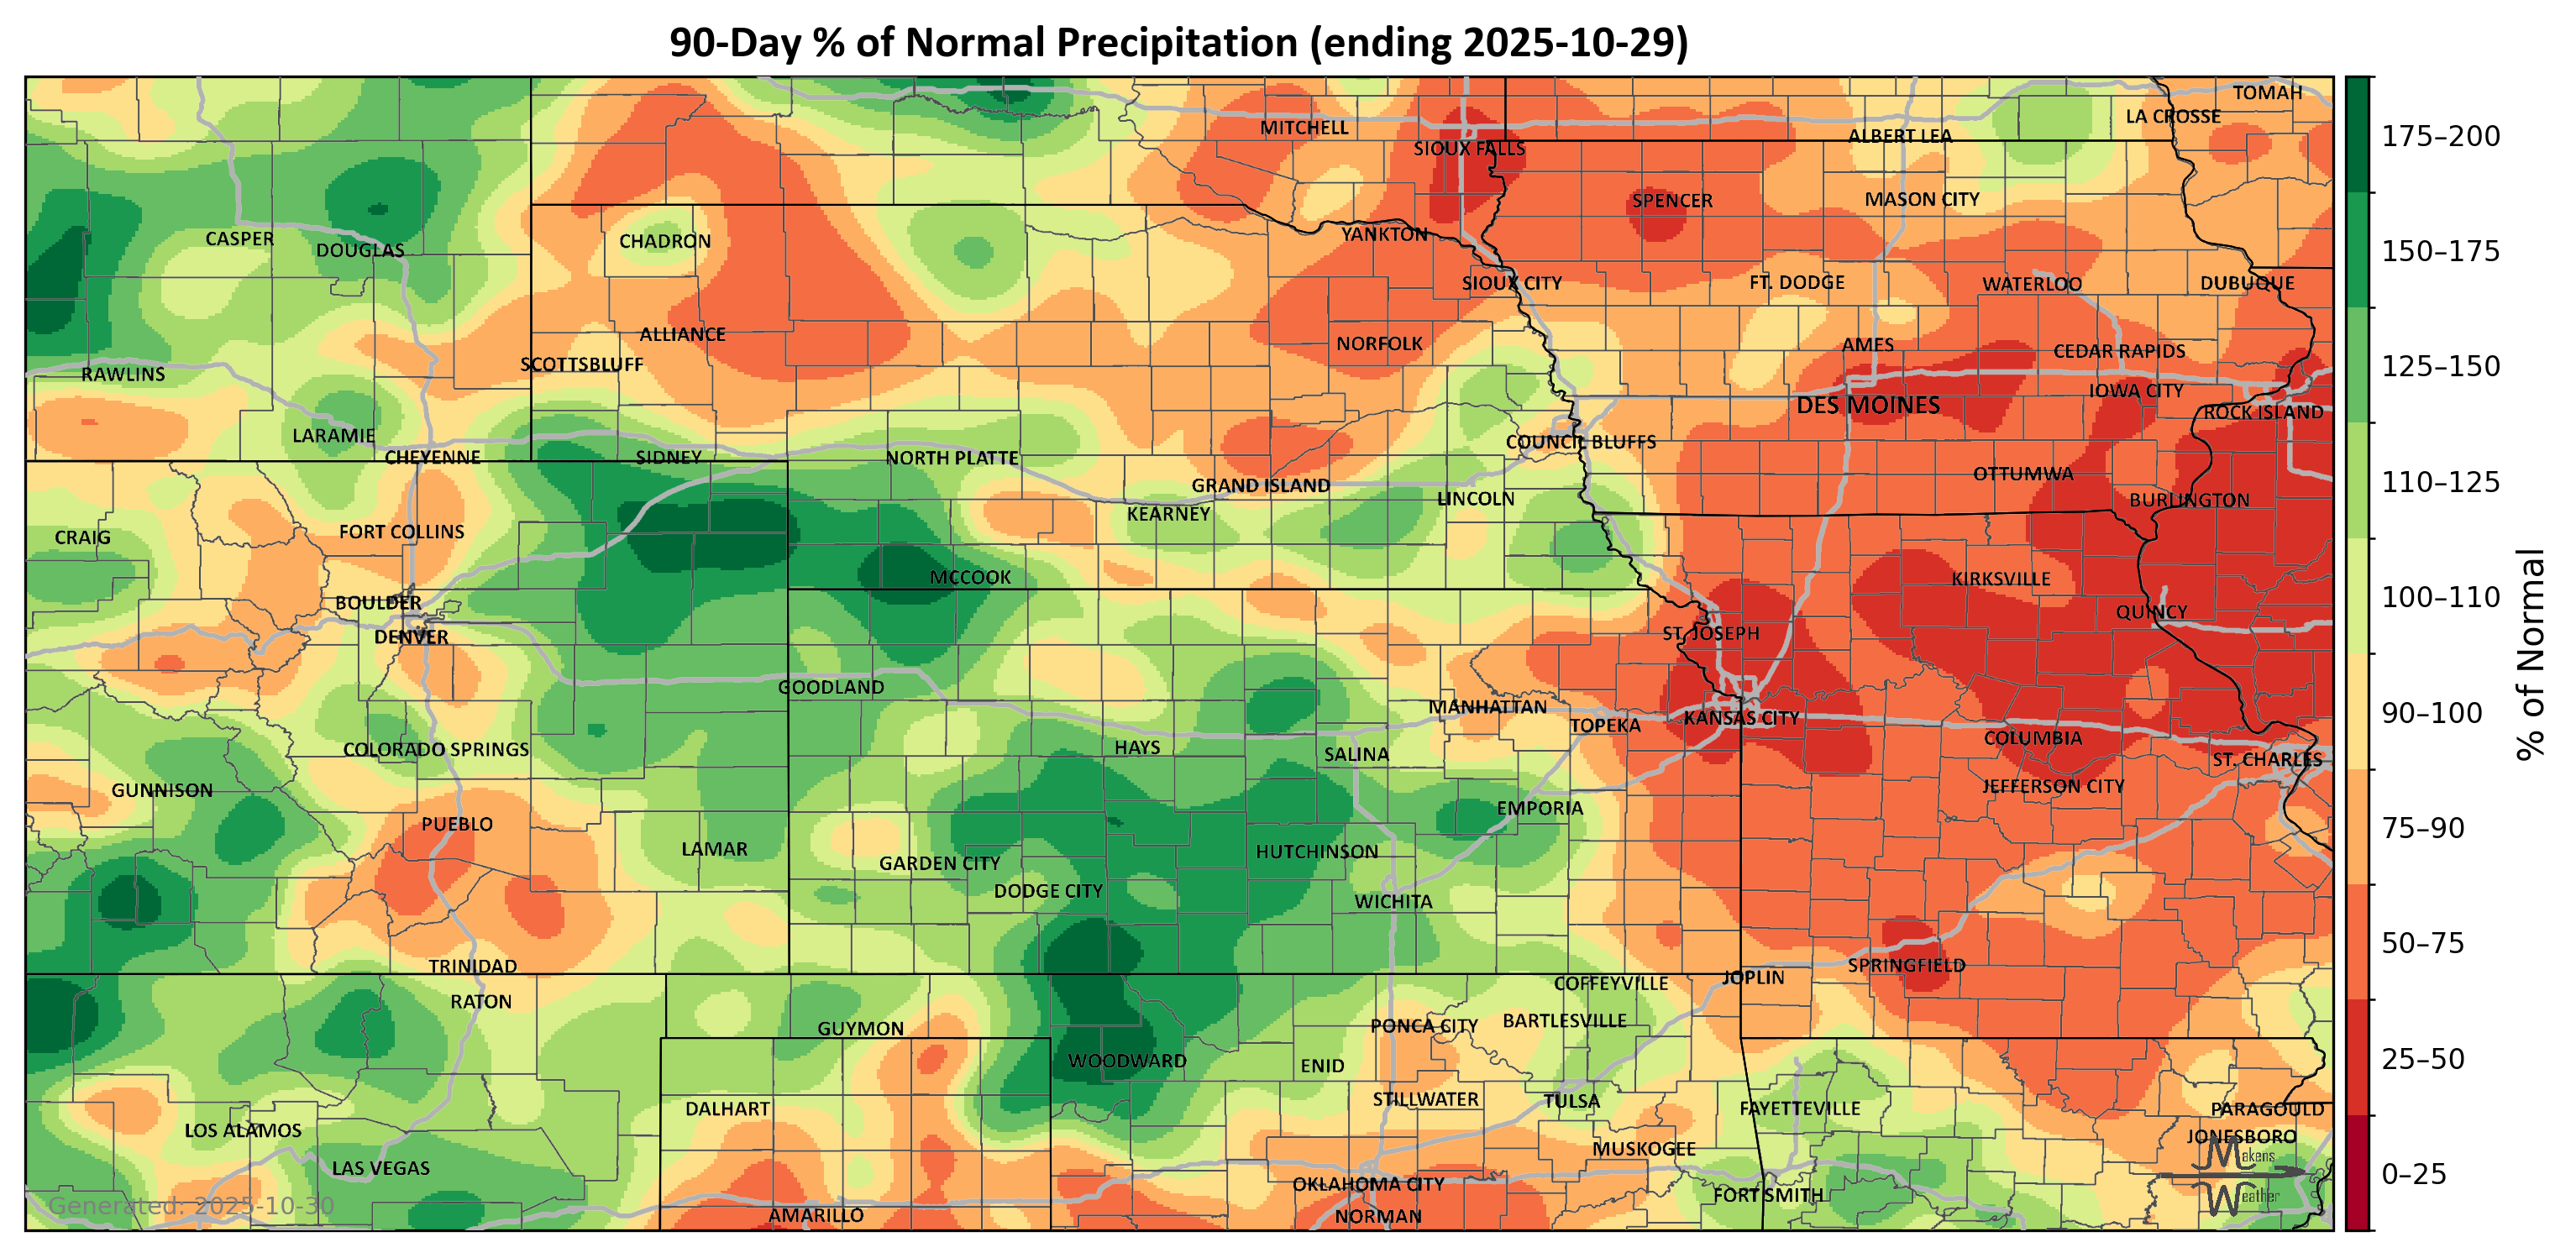 90-Day % of Normal Precipitation (ending 2025-10-29)
TOMAH
LA CROSSE
MITCHELL
ALBERT LEA
SIOUX FALLS
SPENCER
MASON CITY
CASPER
CHADRON
YANKTON
DOUGLAS
SIOUX CITY
FT. DODGE
WATERLOO
DUBUQUE
ALLIANCE
NORFOLK
AMES
CEDAR RAPIDS
SCOTTSBLUFF
RAWLINS
IOWA CITY
DES MOINES
ROCK ISLAND
LARAMIE
COUNCIL BLUFFS
CHEYENNE
SIDNEY
NORTH PLATTE
OTTUMWA
GRAND ISLAND
LINCOLN
BURLINGTON
KEARNEY
FORT COLLINS
CRAIG
MCCOOK
KIRKSVILLE
BOULDER
QUINCY
DENVER
ST. JOSEPH
GOODLAND
MANHATTAN
KANSAS CITY
TOPEKA
COLUMBIA
COLORADO SPRINGS
HAYS
SALINA
ST. CHARLES
GUNNISON
JEFFERSON CITY
EMPORIA
PUEBLO
LAMAR
HUTCHINSON
GARDEN CITY
DODGE CITY
WICHITA
TRINIDAD
SPRINGFIELD
JOPLIN
COFFEYVILLE
RATON
GUYMON
PONCA CITY
BARTLESVILLE
WOODWARD
ENID
STILLWATER
TULSA
DALHART
FAYETTEVILLE
PARAGOULD
LOS ALAMOS
JONESBORO
MUSKOGEE
LAS VEGAS
OKLAHOMA CITY
FORT SMITH
AMARILLO
NORMAN
Makens
Weather
Generated: 2025-10-30
175–200
150–175
125–150
110–125
100–110
90–100
75–90
50–75
25–50
0–25
% of Normal